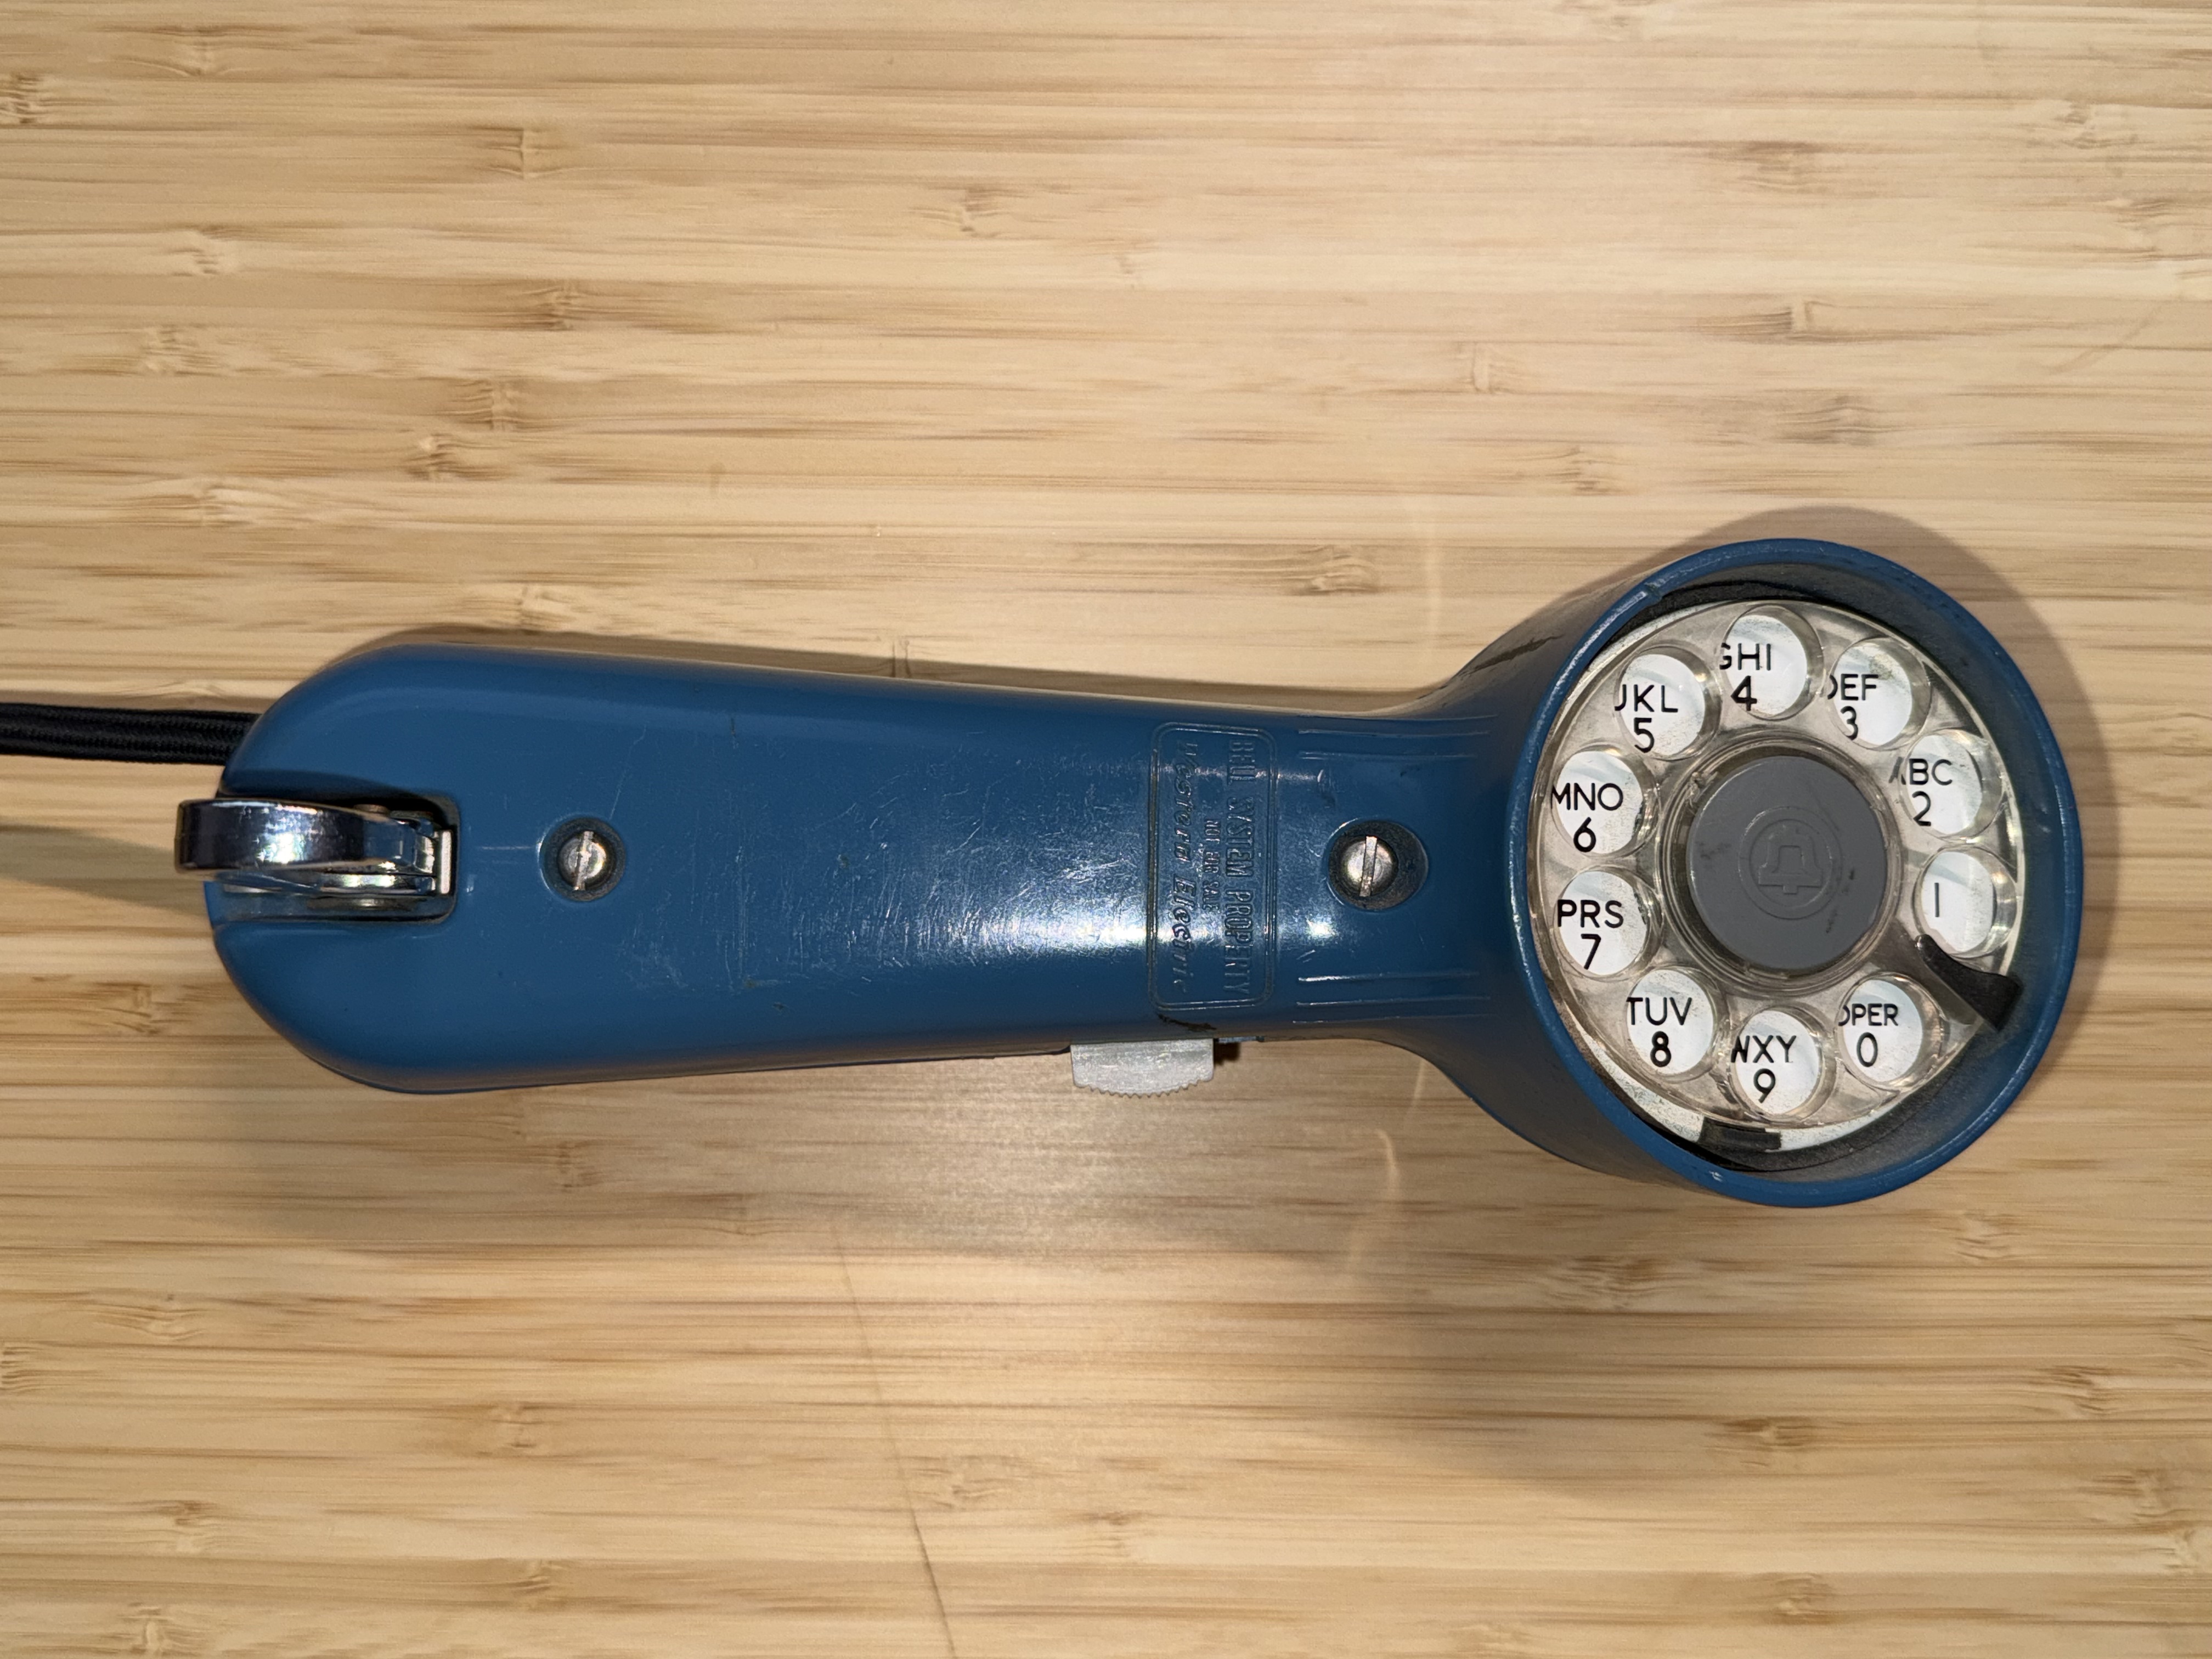 BELL SYSTEM PROPERTY
NOT FOR SALE
Western Electric
GHI
4
DEF
3
JKL
5
ABC
2
MNO
6
1
PRS
7
TUV
8
WXY
9
OPER
0